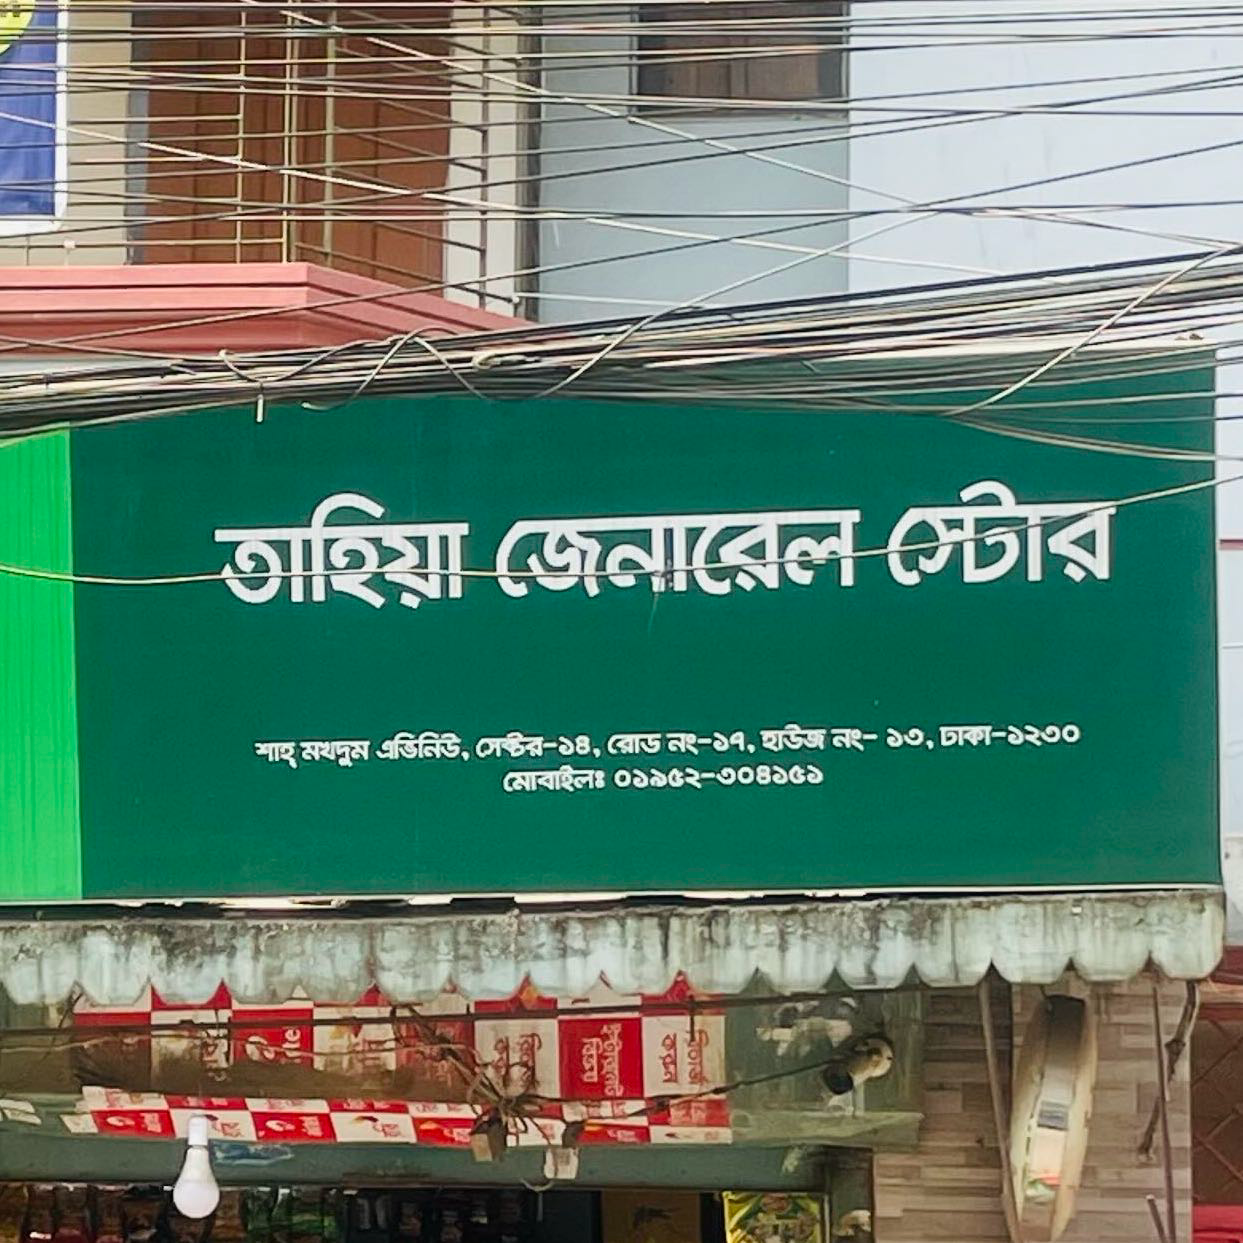 তাহিয়া জেনারেল স্টোর
শাহ্ মখদুম এভিনিউ, সেক্টর-১৪, রোড নং-১৭, হাউজ নং- ১৩, ঢাকা-১২৩০
মোবাইলঃ ০১৯৫২-৩০৪১৫১